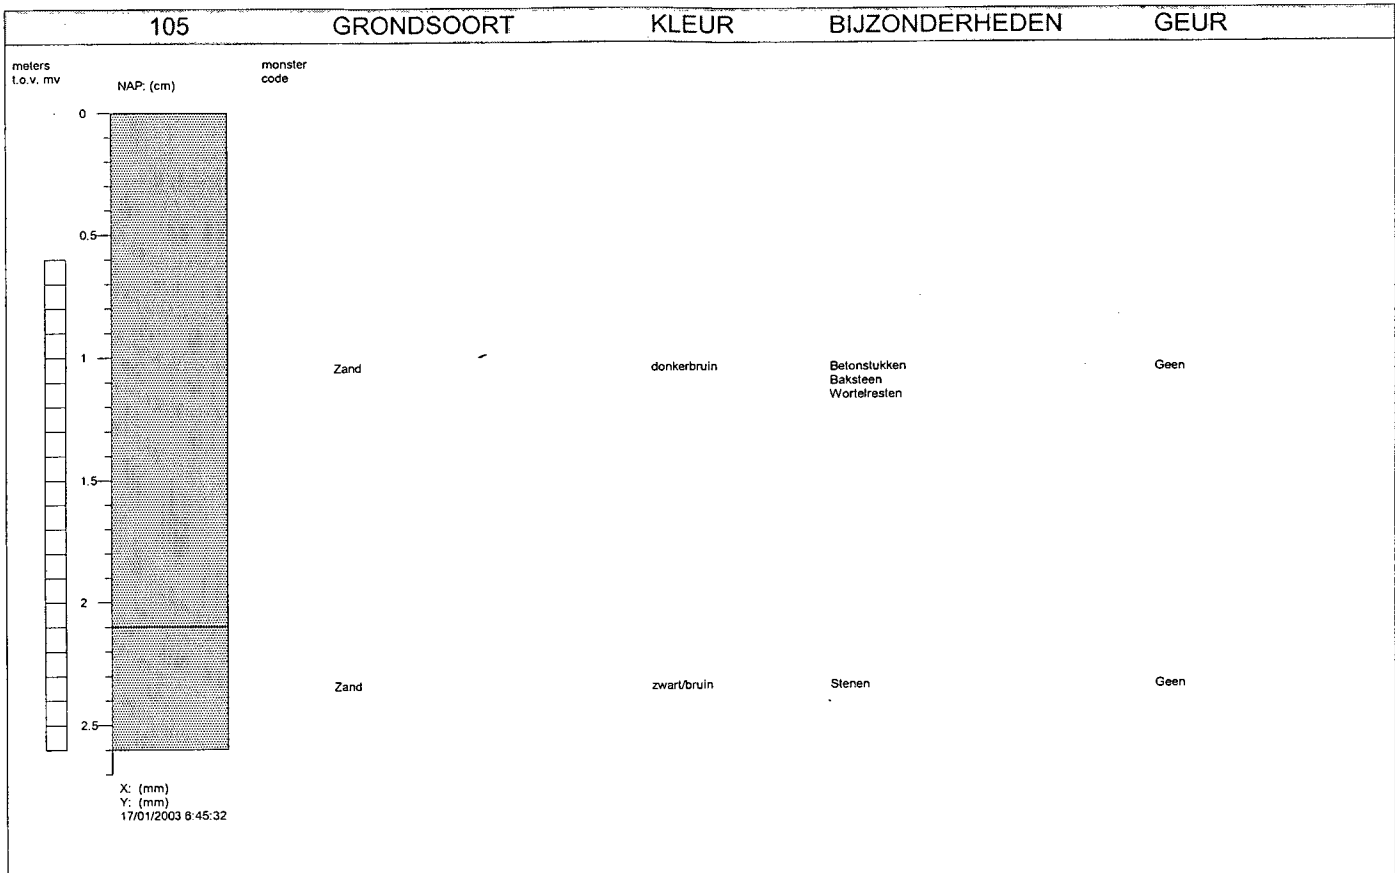 105 GRONDSOORT KLEUR BIJZONDERHEDEN GEUR
meters
t.o.v. mv
NAP: (cm)
monster
code
0
0.5
1
Zand donkerbruin Betonstukken Geen
Baksteen
Wortelresten
1.5
2
Zand zwart/bruin Stenen Geen
2.5
X: (mm)
Y: (mm)
17/01/2003 6:45:32